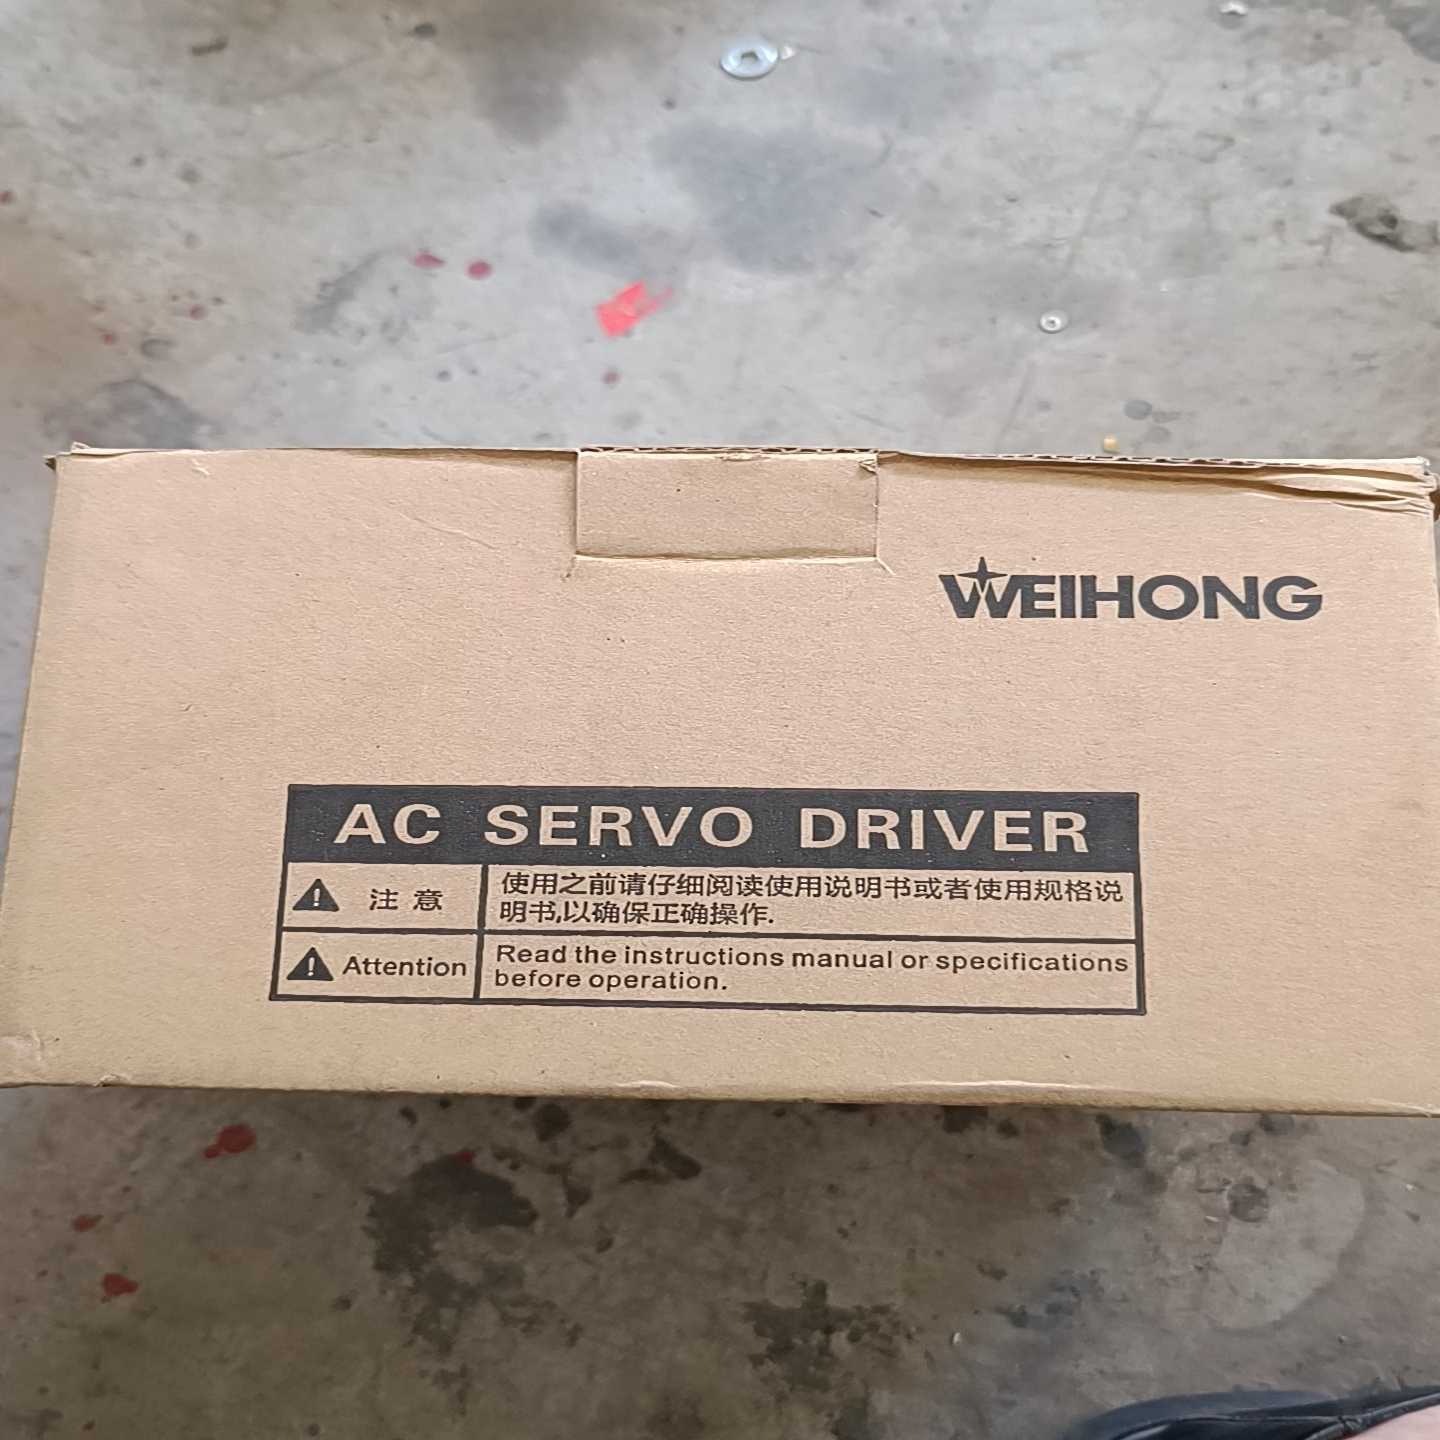 WEIHONG
AC SERVO DRIVER
注意
使用之前请仔细阅读使用说明书或者使用规格说
明书,以确保正确操作.
Attention
Read the instructions manual or specifications
before operation.